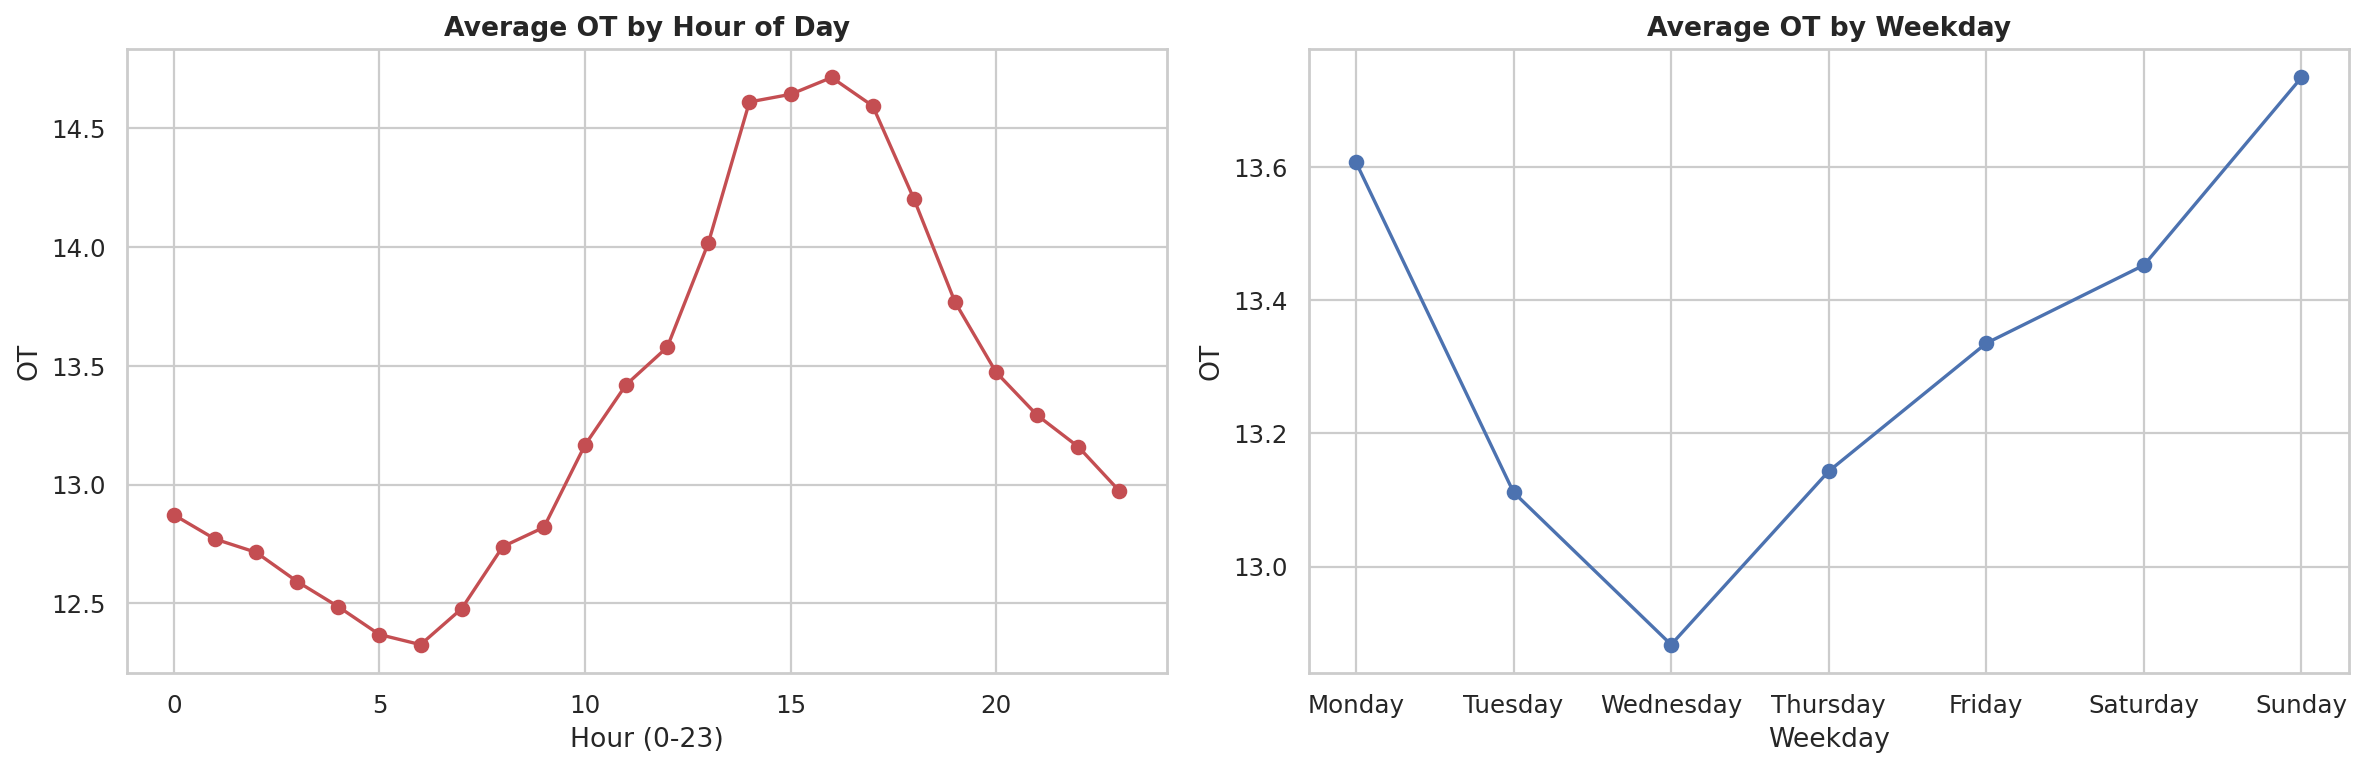 Average OT by Hour of Day
OT
14.5
14.0
13.5
13.0
12.5
0 5 10 15 20
Hour (0-23)
Average OT by Weekday
OT
13.6
13.4
13.2
13.0
Monday Tuesday Wednesday Thursday Friday Saturday Sunday
Weekday